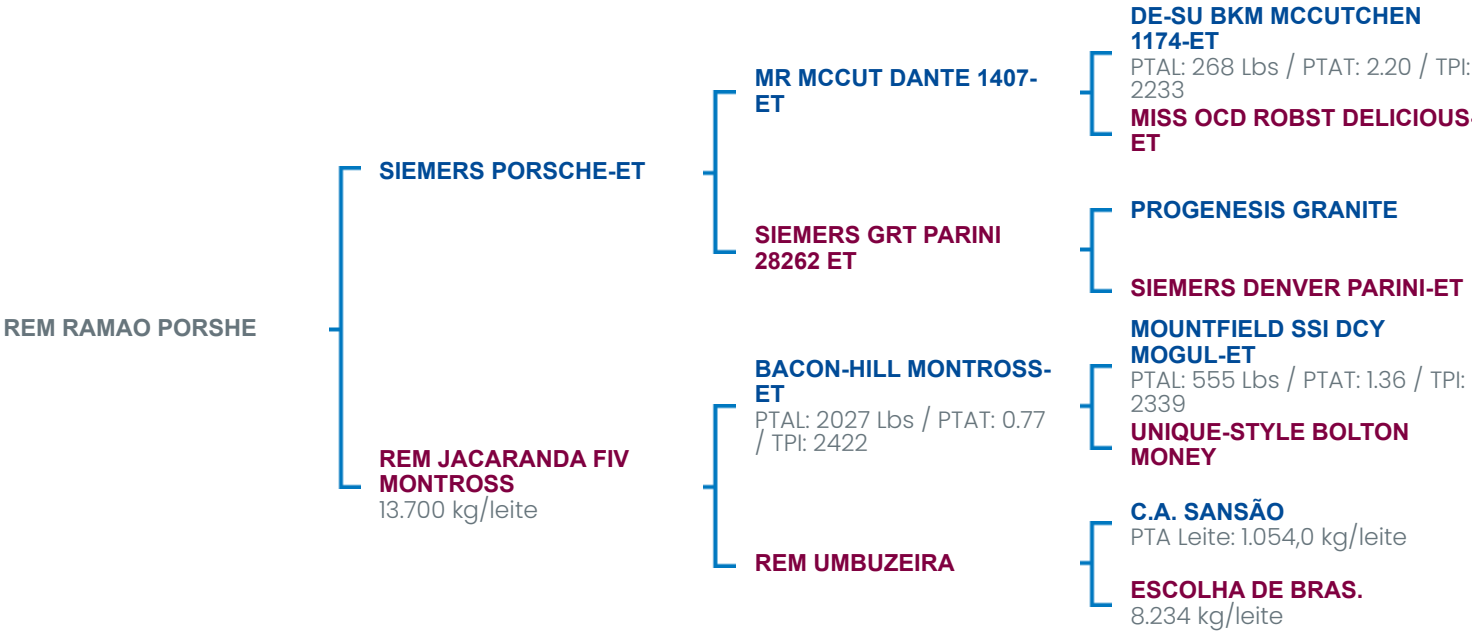 REM RAMAO PORSHE
SIEMERS PORSCHE-ET
REM JACARANDA FIV
MONTROSS
13.700 kg/leite
MR MCCUT DANTE 1407-
ET
SIEMERS GRT PARINI
28262 ET
BACON-HILL MONTROSS-
ET
PTAL: 2027 Lbs / PTAT: 0.77
/ TPI: 2422
REM UMBUZEIRA
DE-SU BKM MCCUTCHEN
1174-ET
PTAL: 268 Lbs / PTAT: 2.20 / TPI:
2233
MISS OCD ROBST DELICIOUS-
ET
PROGENESIS GRANITE
SIEMERS DENVER PARINI-ET
MOUNTFIELD SSI DCY
MOGUL-ET
PTAL: 555 Lbs / PTAT: 1.36 / TPI:
2339
UNIQUE-STYLE BOLTON
MONEY
C.A. SANSÃO
PTA Leite: 1.054,0 kg/leite
ESCOLHA DE BRAS.
8.234 kg/leite